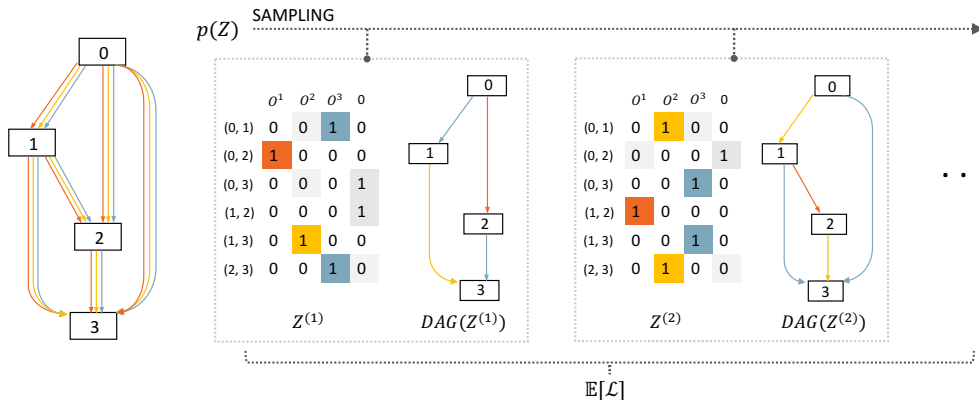 SAMPLING
p(Z)
0
1
2
3
O¹ O² O³ 0
(0, 1) 0 0 1 0
(0, 2) 1 0 0 0
(0, 3) 0 0 0 1
(1, 2) 0 0 0 1
(1, 3) 0 1 0 0
(2, 3) 0 0 1 0
Z⁽¹⁾
0
1
2
3
DAG(Z⁽¹⁾)
O¹ O² O³ 0
(0, 1) 0 1 0 0
(0, 2) 0 0 0 1
(0, 3) 0 0 1 0
(1, 2) 1 0 0 0
(1, 3) 0 0 1 0
(2, 3) 0 1 0 0
Z⁽²⁾
0
1
2
3
DAG(Z⁽²⁾)
. .
𝔼[ℒ]